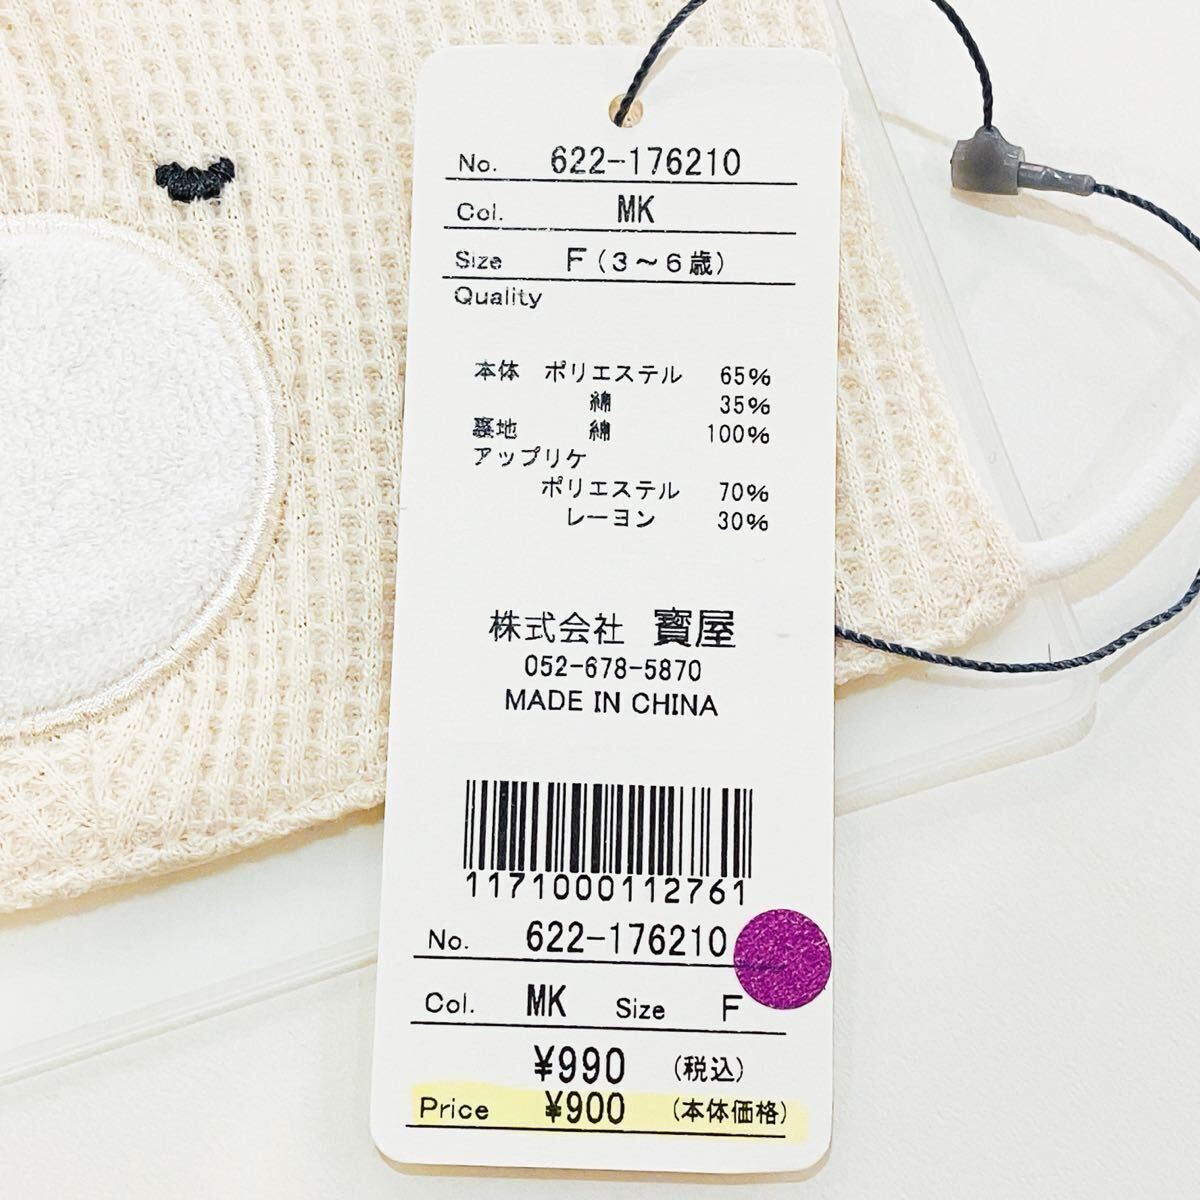 No. 622-176210
Col. MK
Size F(3～6歳)
Quality
本体 ポリエステル 65%
綿 35%
裏地 綿 100%
アップリケ
ポリエステル 70%
レーヨン 30%
株式会社 寳屋
052-678-5870
MADE IN CHINA
1171000112761
No. 622-176210
Col. MK Size F
¥990 (税込)
Price ¥900 (本体価格)